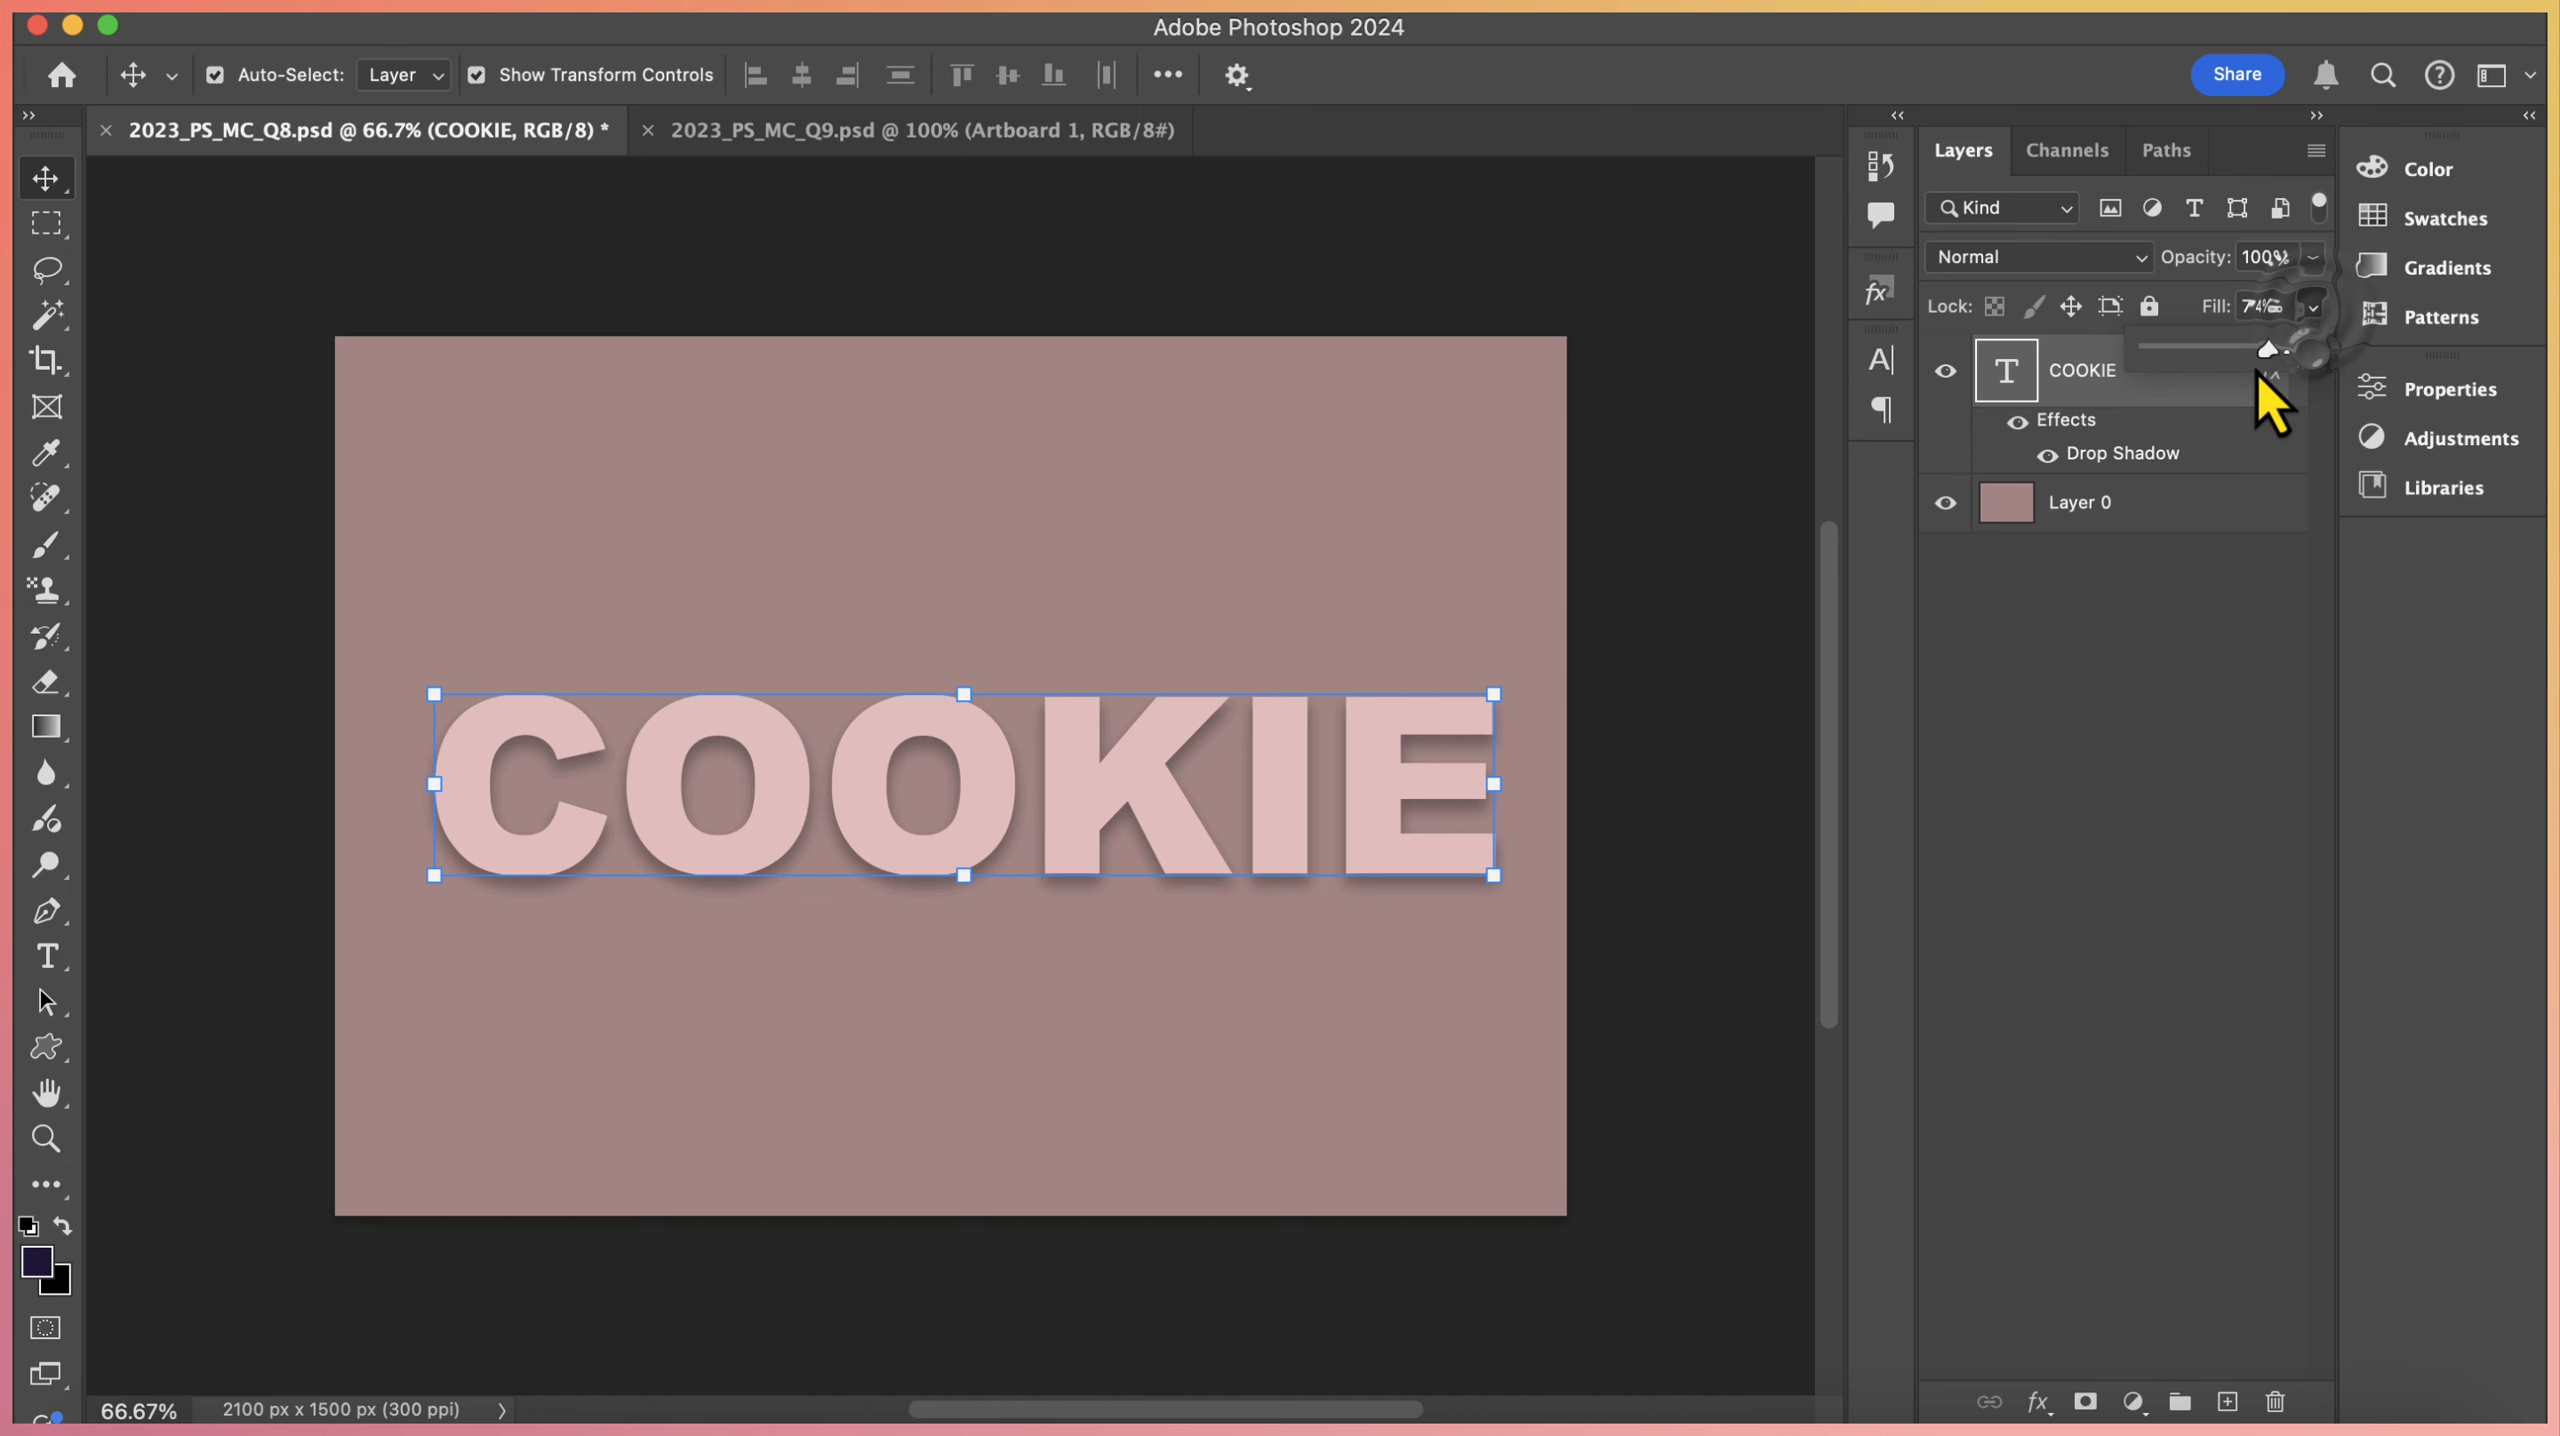 Adobe Photoshop 2024
Auto-Select: Layer Show Transform Controls
Share
2023_PS_MC_Q8.psd @ 66.7% (COOKIE, RGB/8) *
2023_PS_MC_Q9.psd @ 100% (Artboard 1, RGB/8#)
Layers Channels Paths
Kind
Normal Opacity: 100%
Lock: Fill: 74%
COOKIE
Effects
Drop Shadow
Layer 0
Color
Swatches
Gradients
Patterns
Properties
Adjustments
Libraries
COOKIE
66.67% 2100 px x 1500 px (300 ppi)